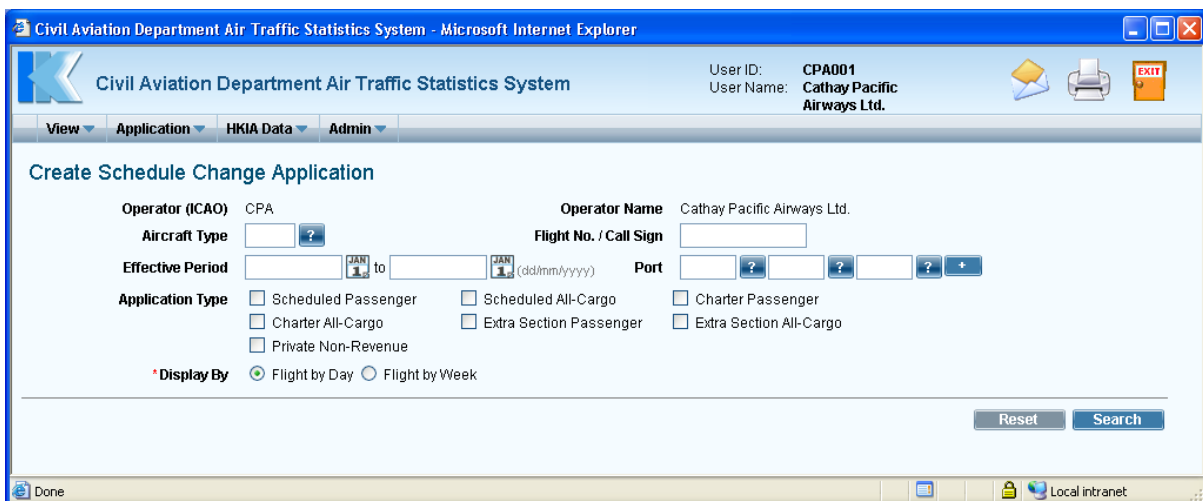 Civil Aviation Department Air Traffic Statistics System - Microsoft Internet Explorer
Civil Aviation Department Air Traffic Statistics System
User ID: CPA001
User Name: Cathay Pacific
Airways Ltd.
EXIT
View Application HKIA Data Admin
Create Schedule Change Application
Operator (ICAO) CPA Operator Name Cathay Pacific Airways Ltd.
Aircraft Type ? Flight No. / Call Sign
Effective Period JAN 1 to JAN 1 (dd/mm/yyyy) Port ? ? ? +
Application Type Scheduled Passenger Scheduled All-Cargo Charter Passenger
Charter All-Cargo Extra Section Passenger Extra Section All-Cargo
Private Non-Revenue
*Display By Flight by Day Flight by Week
Reset Search
Done Local intranet